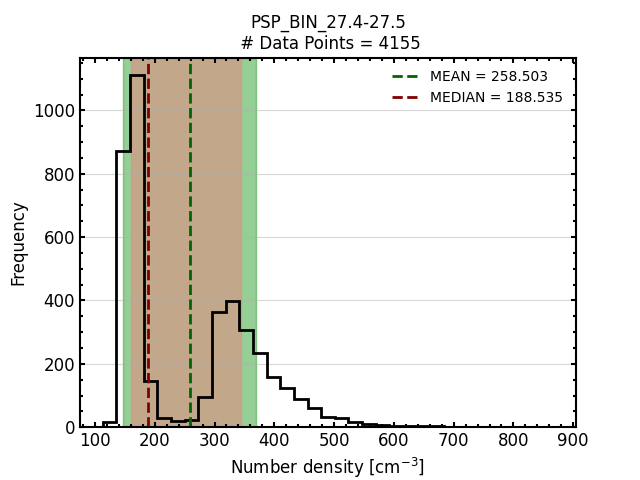 PSP_BIN_27.4-27.5
# Data Points = 4155
MEAN = 258.503
MEDIAN = 188.535
Frequency
1000
800
600
400
200
0
100 200 300 400 500 600 700 800 900
Number density [cm⁻³]